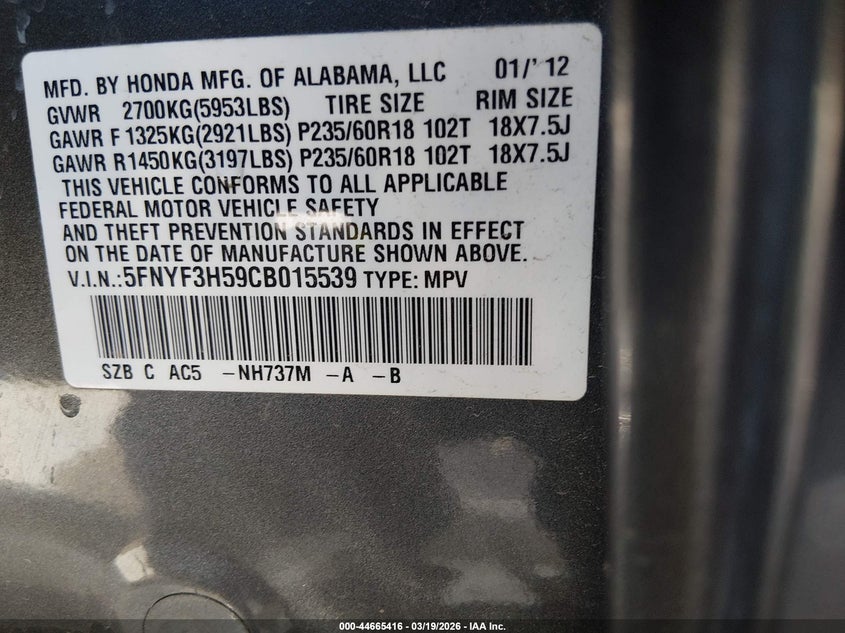 MFD. BY HONDA MFG. OF ALABAMA, LLC 01/'12
GVWR 2700KG(5953LBS) TIRE SIZE RIM SIZE
GAWR F 1325KG(2921LBS) P235/60R18 102T 18X7.5J
GAWR R1450KG(3197LBS) P235/60R18 102T 18X7.5J
THIS VEHICLE CONFORMS TO ALL APPLICABLE
FEDERAL MOTOR VEHICLE SAFETY
AND THEFT PREVENTION STANDARDS IN EFFECT
ON THE DATE OF MANUFACTURE SHOWN ABOVE.
V.I.N.:5FNYF3H59CB015539 TYPE: MPV
SZB C AC5 -NH737M -A -B
000-44665416 - 03/19/2026 - IAA Inc.